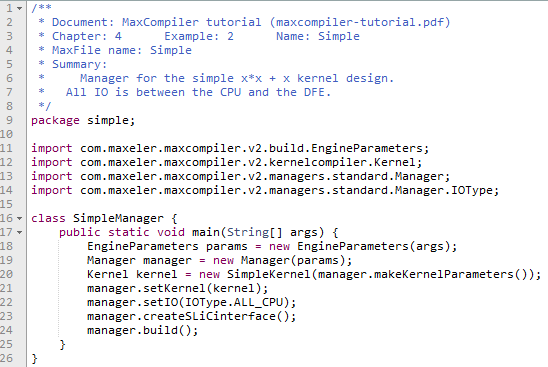 1 /**
2  * Document: MaxCompiler tutorial (maxcompiler-tutorial.pdf)
3  * Chapter: 4      Example: 2      Name: Simple
4  * MaxFile name: Simple
5  * Summary:
6  *     Manager for the simple x*x + x kernel design.
7  *   All IO is between the CPU and the DFE.
8  */
9 package simple;
10
11 import com.maxeler.maxcompiler.v2.build.EngineParameters;
12 import com.maxeler.maxcompiler.v2.kernelcompiler.Kernel;
13 import com.maxeler.maxcompiler.v2.managers.standard.Manager;
14 import com.maxeler.maxcompiler.v2.managers.standard.Manager.IOType;
15
16 class SimpleManager {
17     public static void main(String[] args) {
18         EngineParameters params = new EngineParameters(args);
19         Manager manager = new Manager(params);
20         Kernel kernel = new SimpleKernel(manager.makeKernelParameters());
21         manager.setKernel(kernel);
22         manager.setIO(IOType.ALL_CPU);
23         manager.createSLiCinterface();
24         manager.build();
25     }
26 }